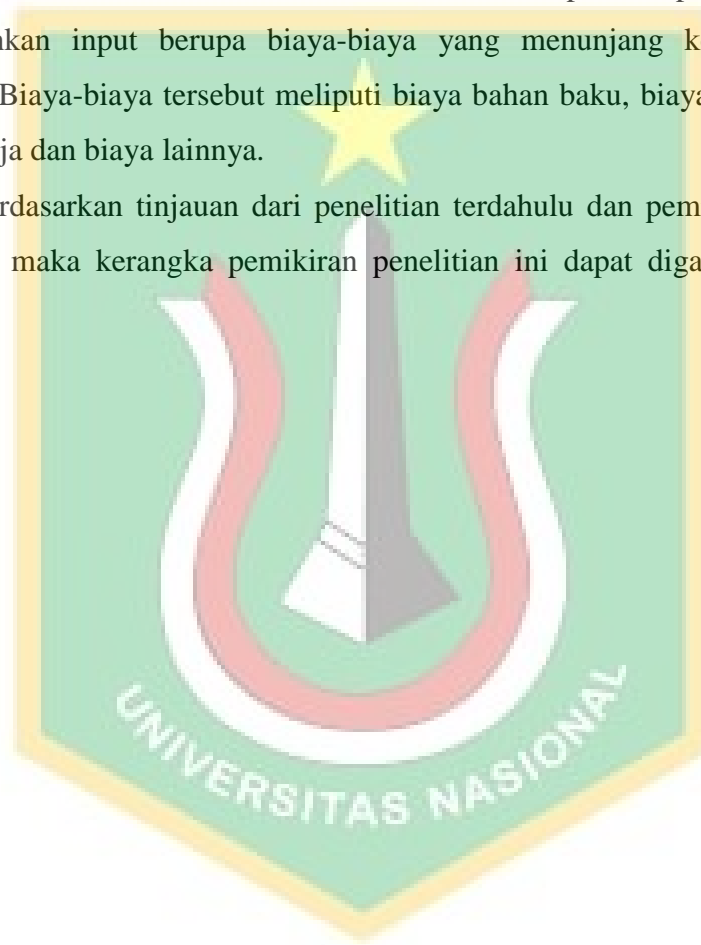 akan input berupa biaya-biaya yang menunjang k
Biaya-biaya tersebut meliputi biaya bahan baku, biaya
ja dan biaya lainnya.
rdasarkan tinjauan dari penelitian terdahulu dan pem
maka kerangka pemikiran penelitian ini dapat diga
UNIVERSITAS NASIONAL